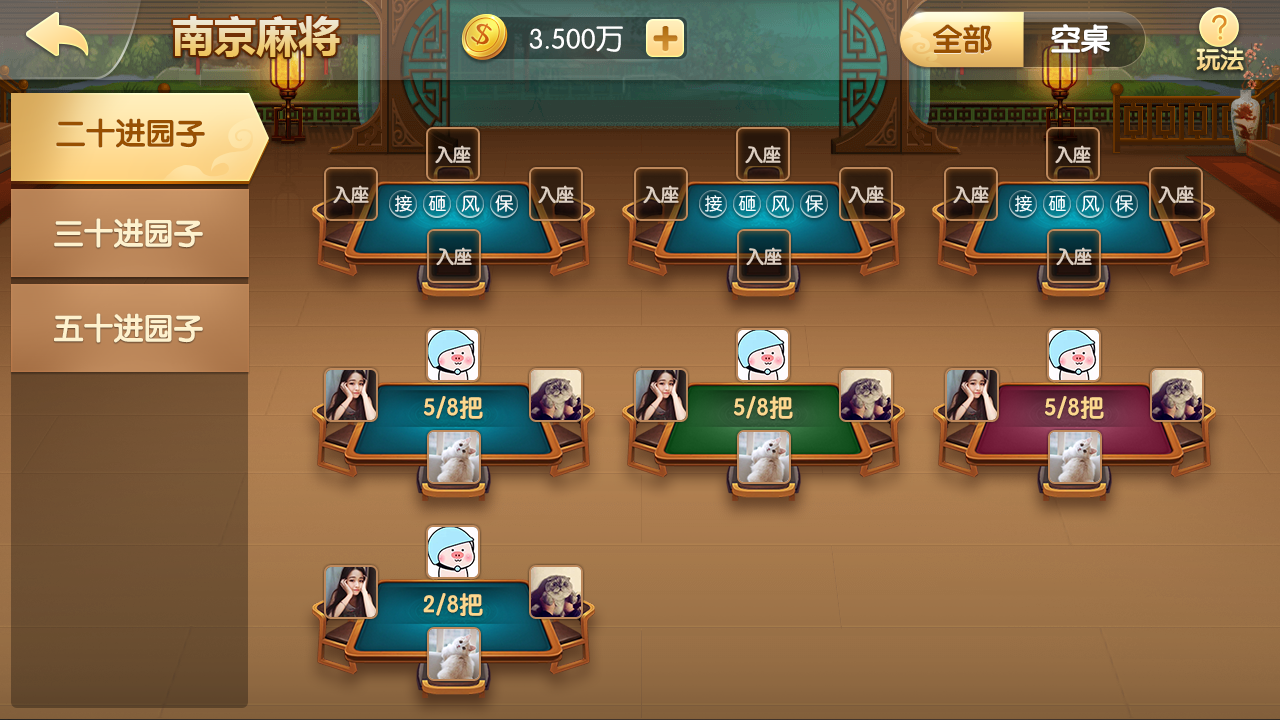 南京麻将
$ 3.500万 +
全部 空桌
?
玩法
二十进园子
三十进园子
五十进园子
入座 入座 入座
入座 入座 入座 入座 入座 入座
接 砸 风 保 接 砸 风 保 接 砸 风 保
入座 入座 入座
5/8把 5/8把 5/8把
2/8把